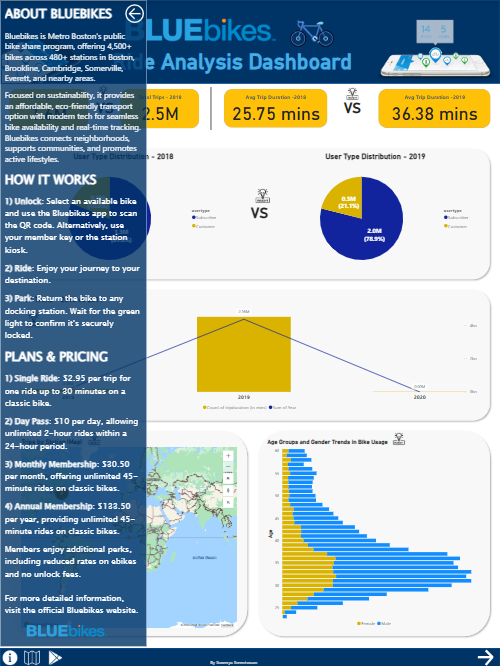 ABOUT BLUEBIKES
Bluebikes is Metro Boston's public
bike share program, offering 4,500+
bikes across 480+ stations in Boston,
Brookline, Cambridge, Somerville,
Everett, and nearby areas.
Focused on sustainability, it provides
an affordable, eco-friendly transport
option with modern tech for seamless
bike availability and real-time tracking.
Bluebikes connects neighborhoods,
supports communities, and promotes
active lifestyles.
HOW IT WORKS
1) Unlock: Select an available bike
and use the Bluebikes app to scan
the QR code. Alternatively, use
your member key or the station
kiosk.
2) Ride: Enjoy your journey to your
destination.
3) Park: Return the bike to any
docking station. Wait for the green
light to confirm it's securely
locked.
PLANS & PRICING
1) Single Ride: $2.95 per trip for
one ride up to 30 minutes on a
classic bike.
2) Day Pass: $10 per day, allowing
unlimited 2-hour rides within a
24-hour period.
3) Monthly Membership: $30.50
per month, offering unlimited 45-
minute rides on classic bikes.
4) Annual Membership: $133.50
per year, providing unlimited 45-
minute rides on classic bikes.
Members enjoy additional perks,
including reduced rates on ebikes
and no unlock fees.
For more detailed information,
visit the official Bluebikes website.
BLUEbikes
BLUEbikes
de Analysis Dashboard
14 5
Trips - 2019
2.5M
Avg Trip Duration -2018
25.75 mins
VS
Avg Trip Duration -2019
36.38 mins
User Type Distribution - 2018
VS
usertype
Subscriber
Customer
User Type Distribution - 2019
0.5M
(21.1%)
2.0M
(78.9%)
usertype
Subscriber
Customer
2019
2020
Count of tripduration (in mins) Sum of Year
Age Groups and Gender Trends in Bike Usage
Age
Female Male